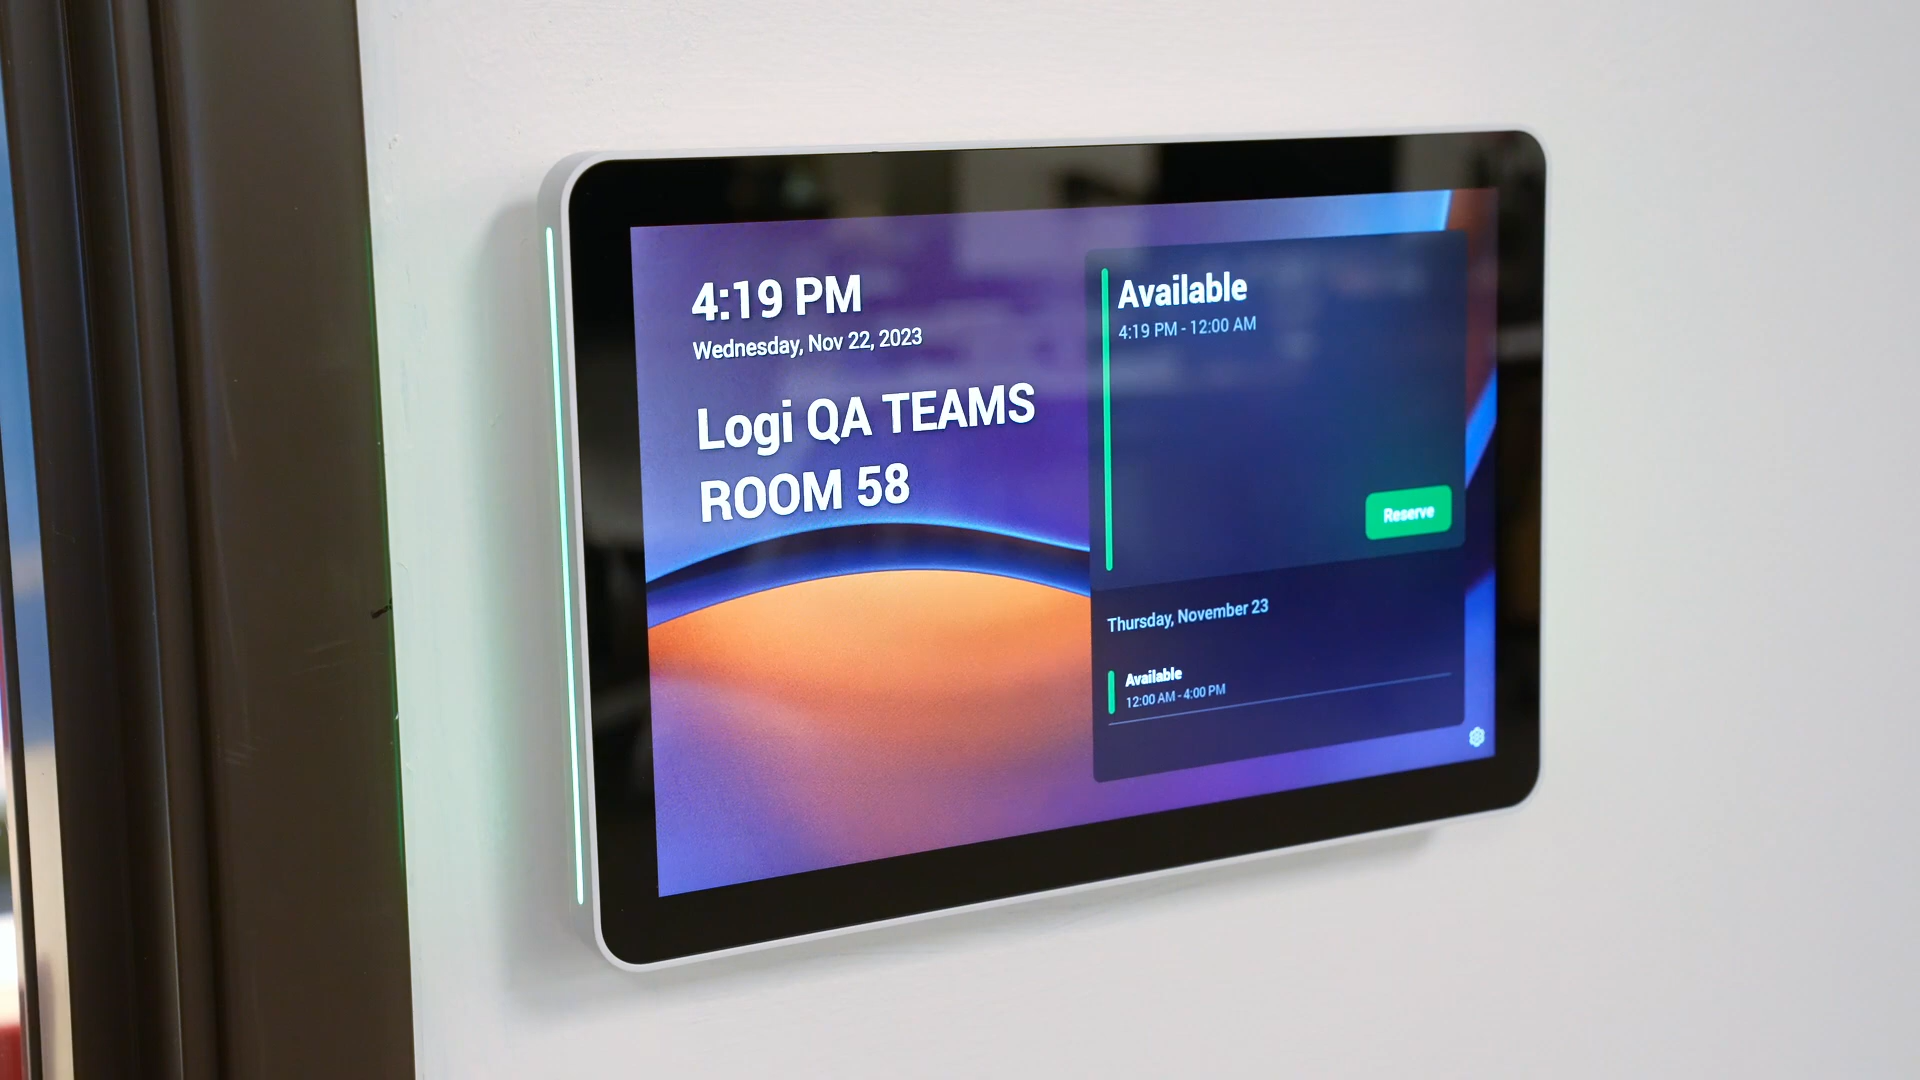 4:19 PM
Wednesday, Nov 22, 2023
Logi QA TEAMS
ROOM 58
Available
4:19 PM - 12:00 AM
Reserve
Thursday, November 23
Available
12:00 AM - 4:00 PM